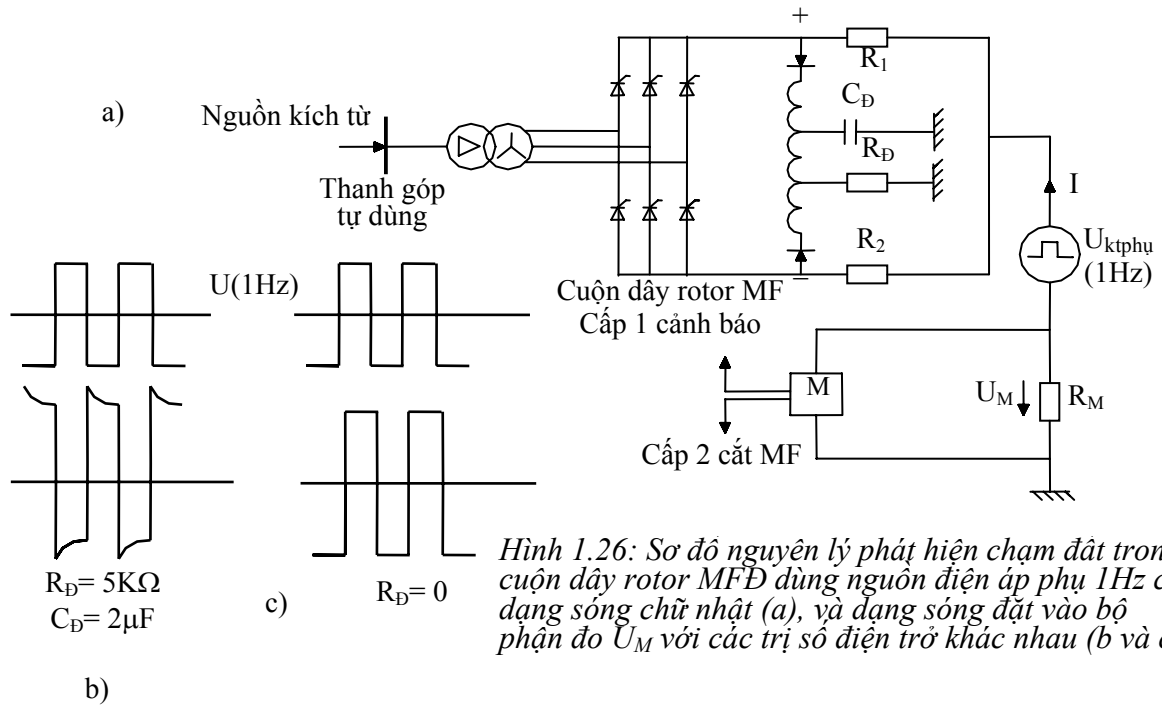 a)
Nguồn kích từ
Thanh góp
tự dùng
+
R1
CĐ
RĐ
R2
–
I
Uktphụ
(1Hz)
Cuộn dây rotor MF
Cấp 1 cảnh báo
M
UM
RM
Cấp 2 cắt MF
U(1Hz)
RĐ= 5KΩ
CĐ= 2μF
b)
c)
RĐ= 0
Hình 1.26: Sơ đồ nguyên lý phát hiện chạm đất tron
cuộn dây rotor MFĐ dùng nguồn điện áp phụ 1Hz c
dạng sóng chữ nhật (a), và dạng sóng đặt vào bộ
phận đo UM với các trị số điện trở khác nhau (b và c